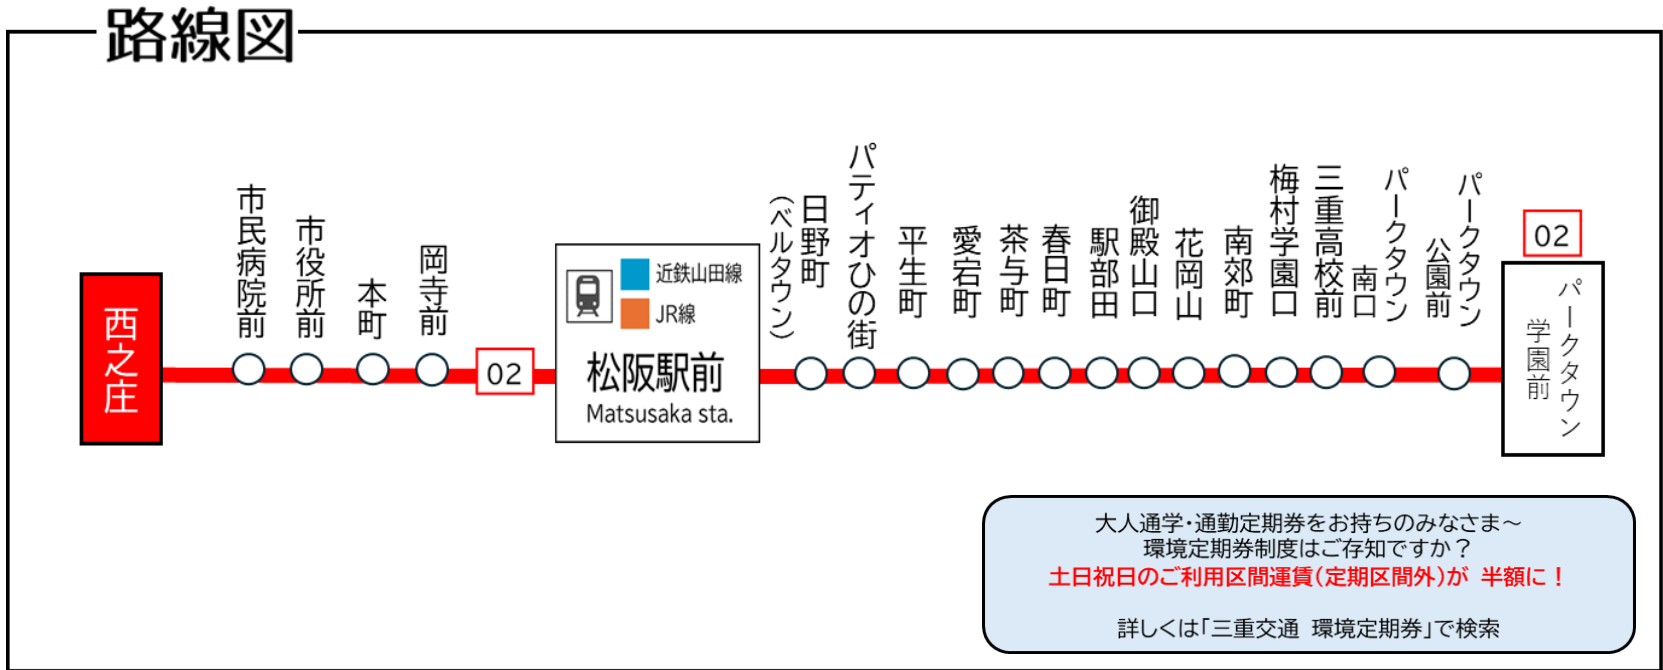 路線図
西之庄
市民病院前
市役所前
本町
岡寺前
02
近鉄山田線
JR線
松阪駅前
Matsusaka sta.
日野町
(ベルタウン)
パティオひの街
平生町
愛宕町
茶与町
春日町
駅部田
御殿山口
花岡山
南郊町
梅村学園口
三重高校前
パークタウン
南口
パークタウン
公園前
02
パークタウン
学園前
大人通学・通勤定期券をお持ちのみなさま～
環境定期券制度はご存知ですか？
土日祝日のご利用区間運賃(定期区間外)が 半額に！
詳しくは「三重交通 環境定期券」で検索